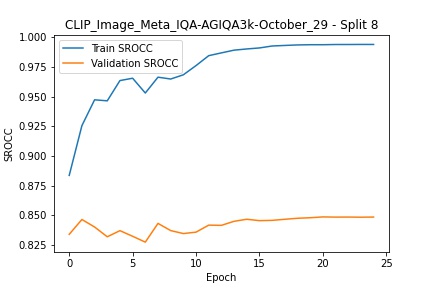 CLIP_Image_Meta_IQA-AGIQA3k-October_29 - Split 8
1.000
0.975
0.950
0.925
0.900
0.875
0.850
0.825
SROCC
Train SROCC
Validation SROCC
0 5 10 15 20 25
Epoch